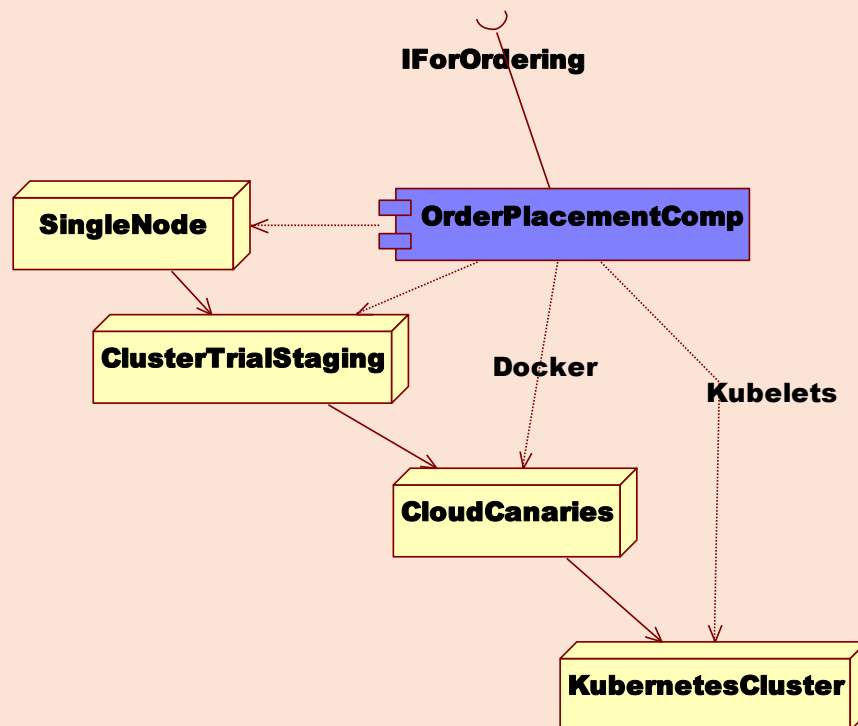 IForOrdering
OrderPlacementComp
SingleNode
ClusterTrialStaging
Docker
Kubelets
CloudCanaries
KubernetesCluster